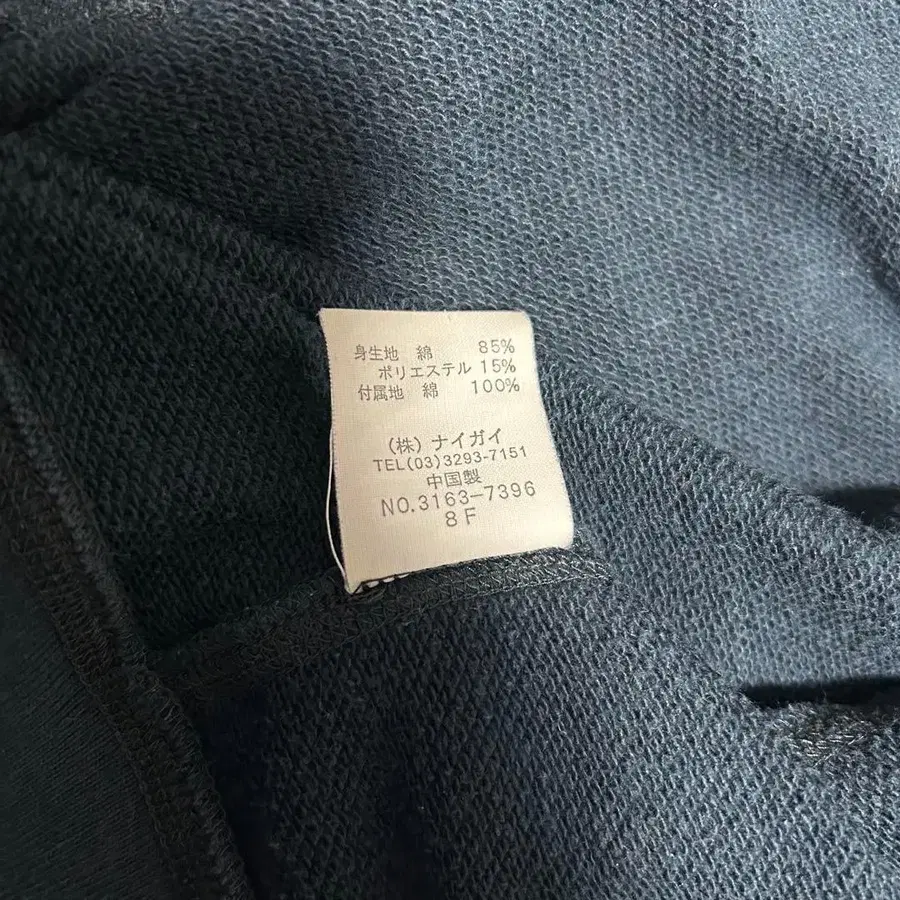 身生地 綿 85%
ポリエステル 15%
付属地 綿 100%
(株) ナイガイ
TEL(03)3293-7151
中国製
NO.3163-7396
8F